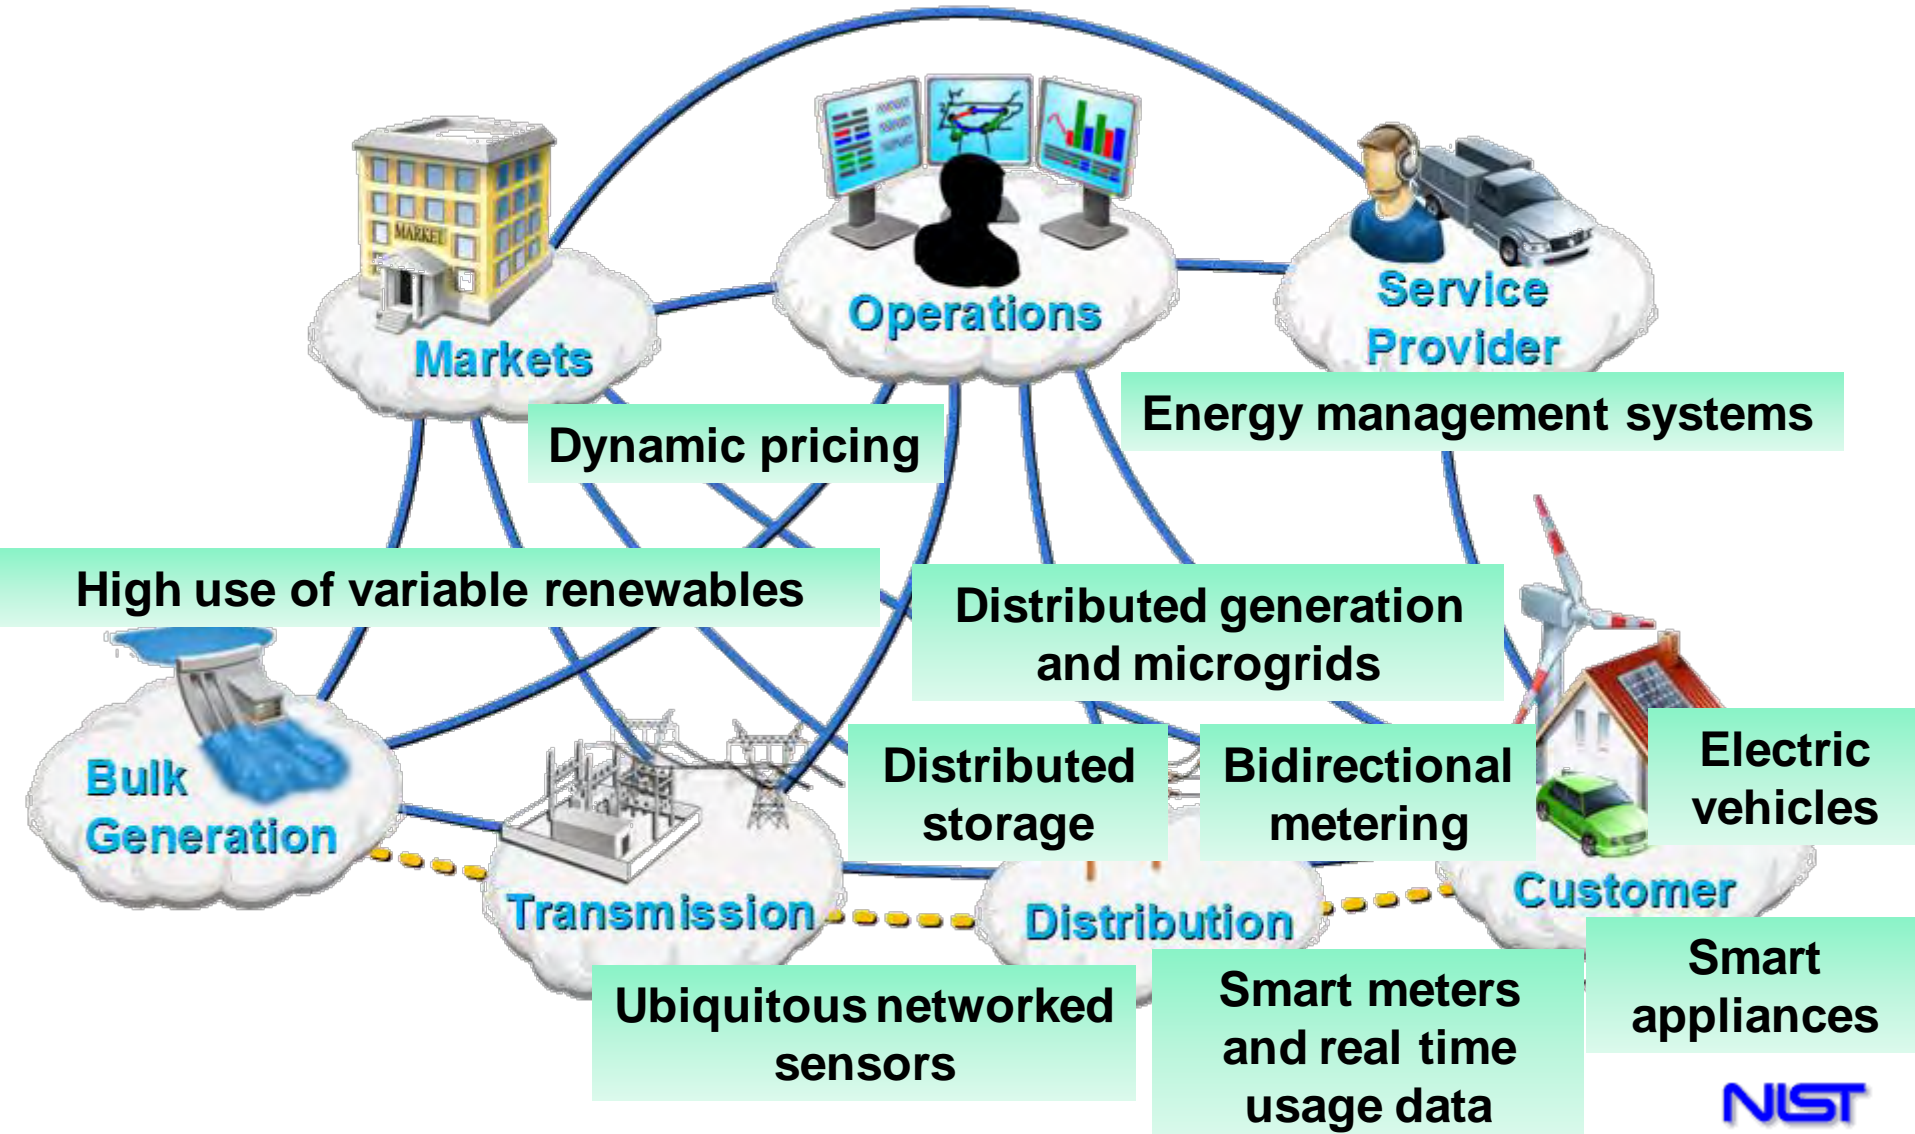 MARKET
Markets
Operations
Service
Provider
Energy management systems
Dynamic pricing
High use of variable renewables
Distributed generation
and microgrids
Bulk
Generation
Distributed
storage
Bidirectional
metering
Electric
vehicles
Transmission
Distribution
Customer
Ubiquitous networked
sensors
Smart meters
and real time
usage data
Smart
appliances
NIST